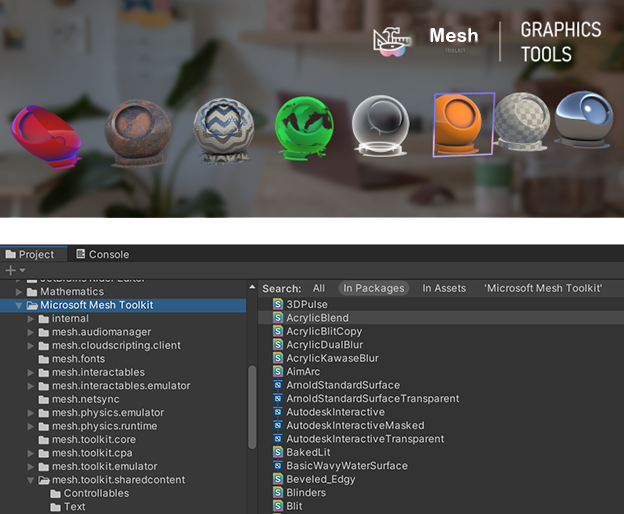 Mesh
TOOLKIT
GRAPHICS
TOOLS
Project
Console
Mathematics
Microsoft Mesh Toolkit
internal
mesh.audiomanager
mesh.cloudscripting.client
mesh.fonts
mesh.interactables
mesh.interactables.emulator
mesh.netsync
mesh.physics.emulator
mesh.physics.runtime
mesh.toolkit.core
mesh.toolkit.cpa
mesh.toolkit.emulator
mesh.toolkit.sharedcontent
Controllables
Text
Search: All In Packages In Assets 'Microsoft Mesh Toolkit'
3DPulse
AcrylicBlend
AcrylicBlitCopy
AcrylicDualBlur
AcrylicKawaseBlur
AimArc
ArnoldStandardSurface
ArnoldStandardSurfaceTransparent
AutodeskInteractive
AutodeskInteractiveMasked
AutodeskInteractiveTransparent
BakedLit
BasicWavyWaterSurface
Beveled_Edgy
Blinders
Blit